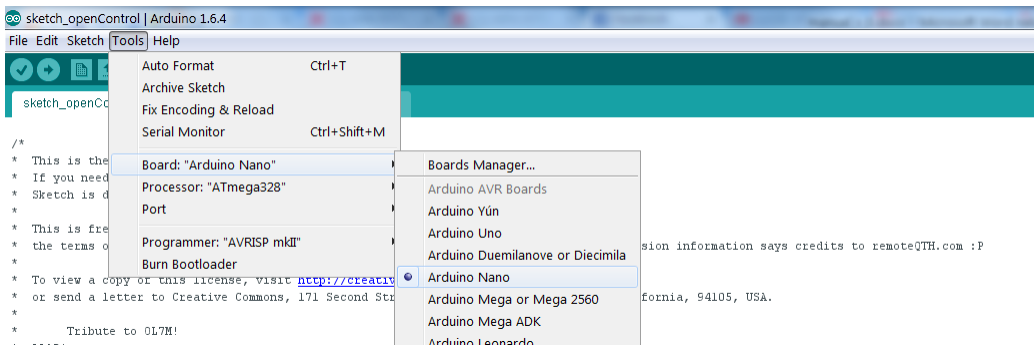 sketch_openControl | Arduino 1.6.4
File Edit Sketch Tools Help
sketch_openCo
Auto Format Ctrl+T
Archive Sketch
Fix Encoding & Reload
Serial Monitor Ctrl+Shift+M
Board: "Arduino Nano"
Processor: "ATmega328"
Port
Programmer: "AVRISP mkII"
Burn Bootloader
Boards Manager...
Arduino AVR Boards
Arduino Yún
Arduino Uno
Arduino Duemilanove or Diecimila
Arduino Nano
Arduino Mega or Mega 2560
Arduino Mega ADK
Arduino Leonardo
/*
* This is the
* If you need
* Sketch is d
*
* This is fre
* the terms o sion information says credits to remoteQTH.com :P
*
* To view a copy of this license, visit http://creativ
* or send a letter to Creative Commons, 171 Second Str fornia, 94105, USA.
*
* Tribute to OL7M!